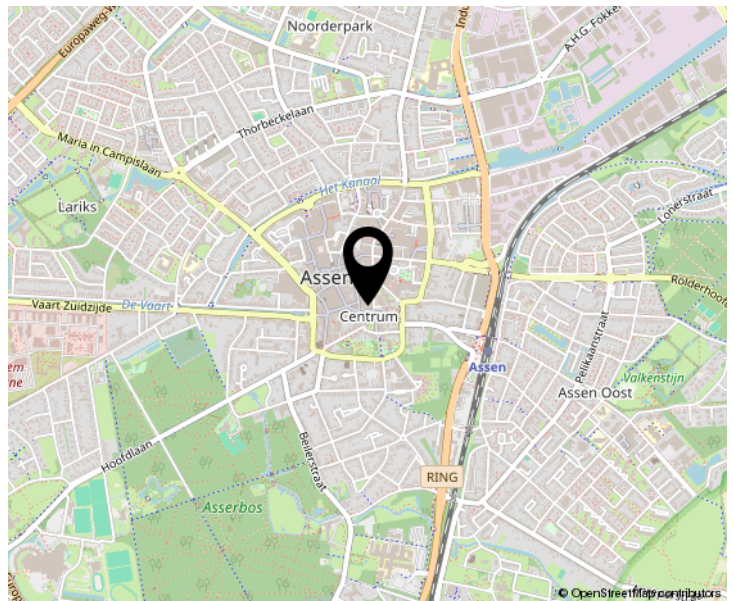 Noorderpark
Europaweg-
Indu
A.H.G. Fokker
Thorbeckelaan
Maria in Campislaan
Het Kanaal
Lariks
Lonerstraat
Assen
Rolderhoofd
De Vaart
Vaart Zuidzijde
Centrum
Pelikaanstraat
Assen
Valkenstijn
Assen Oost
Hoofdlaan
Beilerstraat
RING
Asserbos
© OpenStreetMap contributors